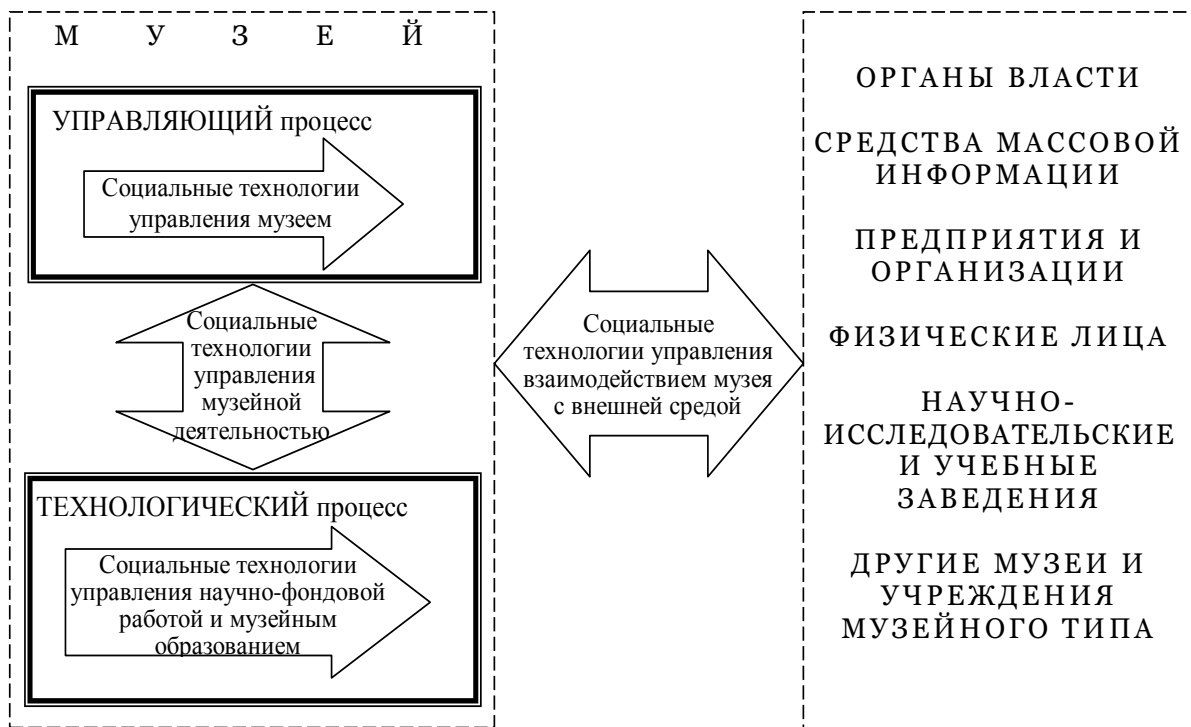 М У З Е Й
УПРАВЛЯЮЩИЙ процесс
Социальные технологии
управления музеем
Социальные
технологии
управления
музейной
деятельностью
ТЕХНОЛОГИЧЕСКИЙ процесс
Социальные технологии
управления научно-фондовой
работой и музейным
образованием
Социальные
технологии управления
взаимодействием музея
с внешней средой
ОРГАНЫ ВЛАСТИ
СРЕДСТВА МАССОВОЙ
ИНФОРМАЦИИ
ПРЕДПРИЯТИЯ И
ОРГАНИЗАЦИИ
ФИЗИЧЕСКИЕ ЛИЦА
НАУЧНО-
ИССЛЕДОВАТЕЛЬСКИЕ
И УЧЕБНЫЕ
ЗАВЕДЕНИЯ
ДРУГИЕ МУЗЕИ И
УЧРЕЖДЕНИЯ
МУЗЕЙНОГО ТИПА